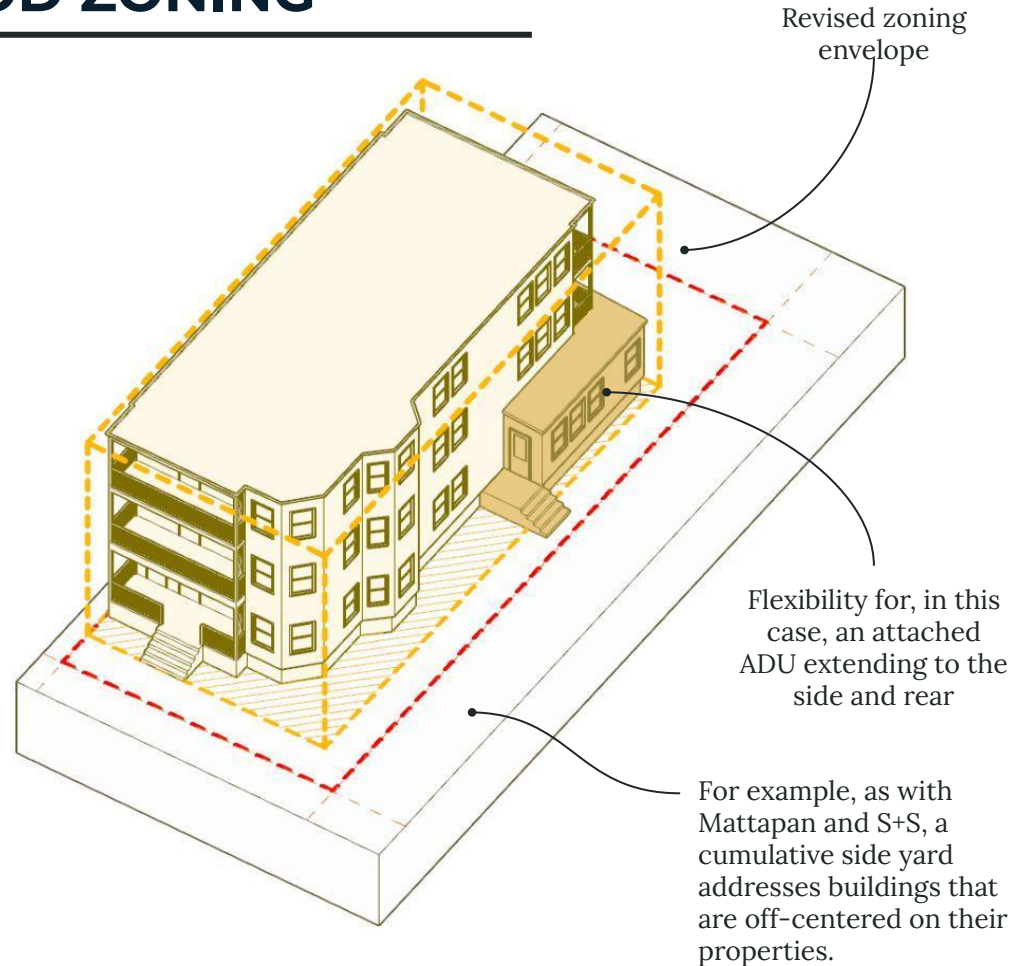 ZONING
Revised zoning
envelope
Flexibility for, in this
case, an attached
ADU extending to the
side and rear
For example, as with
Mattapan and S+S, a
cumulative side yard
addresses buildings that
are off-centered on their
properties.